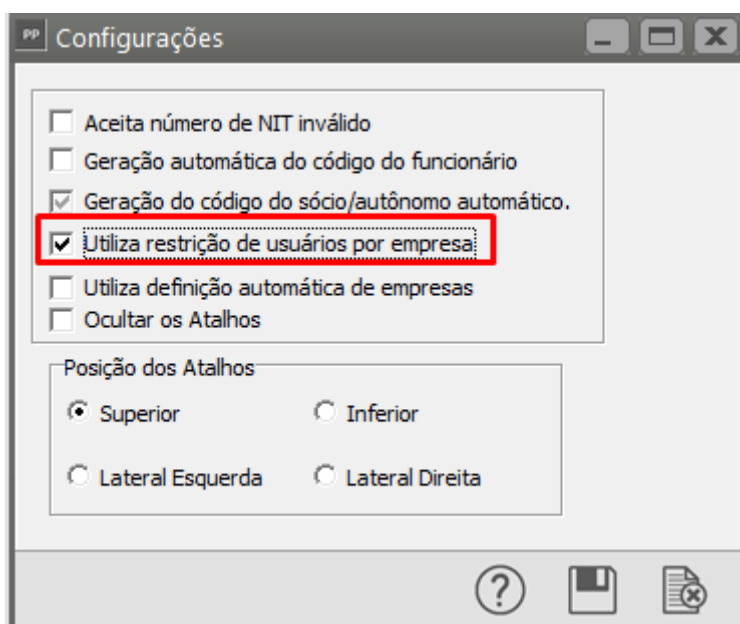 PP Configurações
Aceita número de NIT inválido
Geração automática do código do funcionário
Geração do código do sócio/autônomo automático.
Utiliza restrição de usuários por empresa
Utiliza definição automática de empresas
Ocultar os Atalhos
Posição dos Atalhos
Superior Inferior
Lateral Esquerda Lateral Direita
?